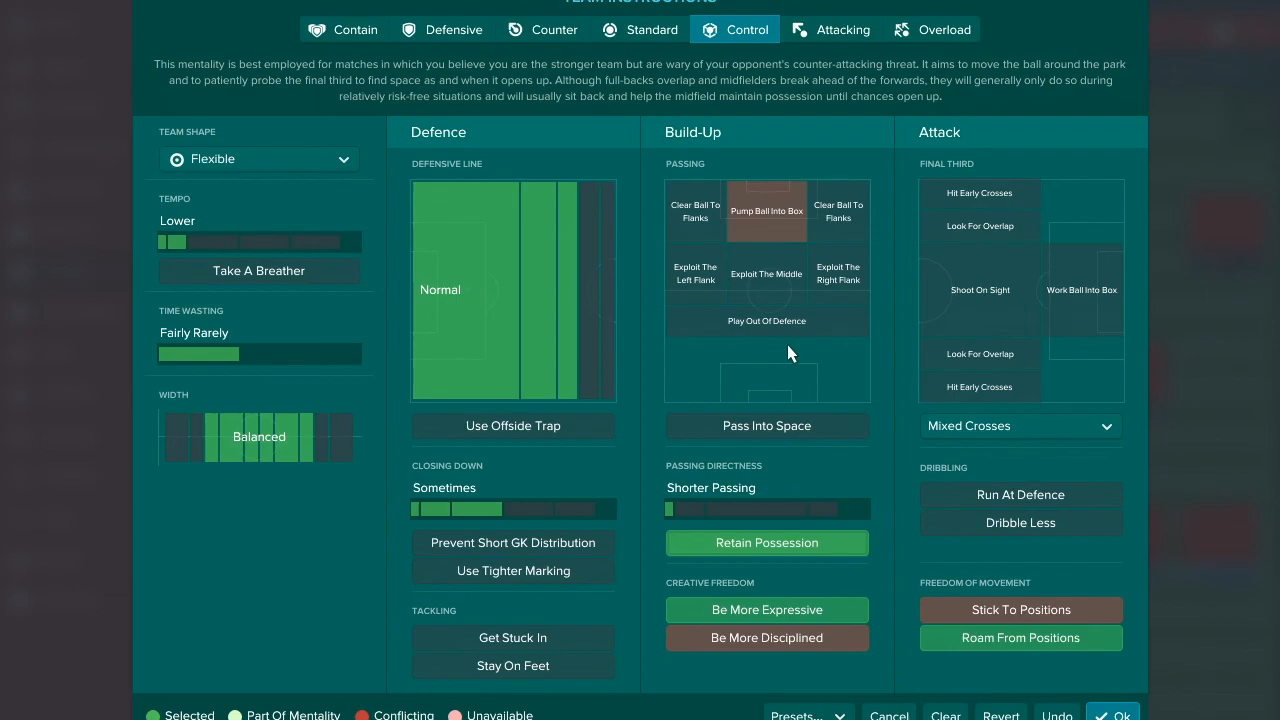 TEAM INSTRUCTIONS
Contain
Defensive
Counter
Standard
Control
Attacking
Overload
This mentality is best employed for matches in which you believe you are the stronger team but are wary of your opponent's counter-attacking threat. It aims to move the ball around the park
and to patiently probe the final third to find space as and when it opens up. Although full-backs overlap and midfielders break ahead of the forwards, they will generally only do so during
relatively risk-free situations and will usually sit back and help the midfield maintain possession until chances open up.
TEAM SHAPE
Flexible
TEMPO
Lower
Take A Breather
TIME WASTING
Fairly Rarely
WIDTH
Balanced
Defence
DEFENSIVE LINE
Normal
Use Offside Trap
CLOSING DOWN
Sometimes
Prevent Short GK Distribution
Use Tighter Marking
TACKLING
Get Stuck In
Stay On Feet
Build-Up
PASSING
Clear Ball To
Flanks
Pump Ball Into Box
Clear Ball To
Flanks
Exploit The
Left Flank
Exploit The Middle
Exploit The
Right Flank
Play Out Of Defence
Pass Into Space
PASSING DIRECTNESS
Shorter Passing
Retain Possession
CREATIVE FREEDOM
Be More Expressive
Be More Disciplined
Attack
FINAL THIRD
Hit Early Crosses
Look For Overlap
Shoot On Sight
Work Ball Into Box
Look For Overlap
Hit Early Crosses
Mixed Crosses
DRIBBLING
Run At Defence
Dribble Less
FREEDOM OF MOVEMENT
Stick To Positions
Roam From Positions
Selected
Part Of Mentality
Conflicting
Unavailable
Presets...
Cancel
Clear
Revert
Undo
Ok